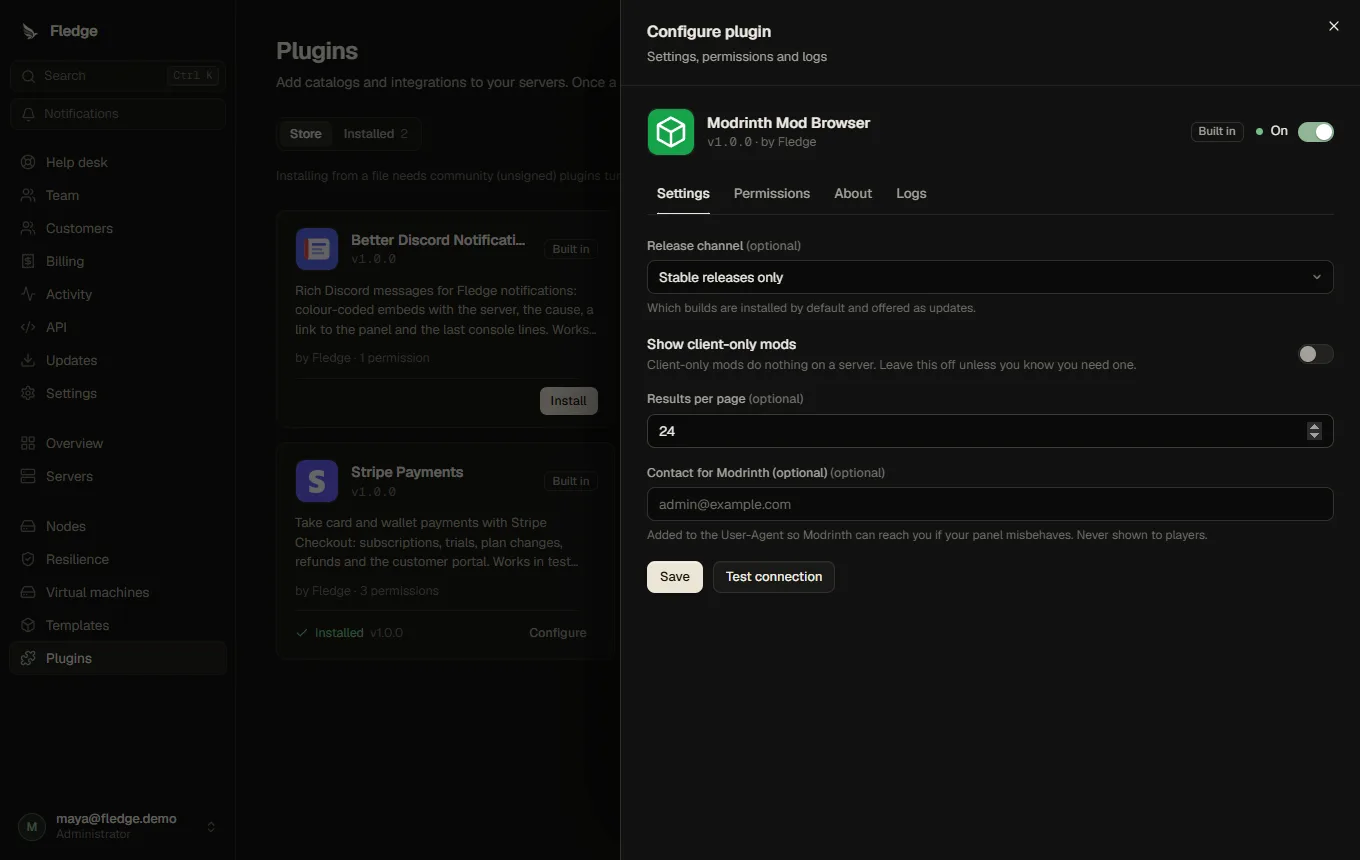 Fledge
Search
Ctrl K
Notifications
Help desk
Team
Customers
Billing
Activity
API
Updates
Settings
Overview
Servers
Nodes
Resilience
Virtual machines
Templates
Plugins
M
maya@fledge.demo
Administrator
Plugins
Add catalogs and integrations to your servers. Once a
Store
Installed 2
Installing from a file needs community (unsigned) plugins tur
Better Discord Notificati...
v1.0.0
Built in
Rich Discord messages for Fledge notifications:
colour-coded embeds with the server, the cause, a
link to the panel and the last console lines. Works...
by Fledge · 1 permission
Install
Stripe Payments
v1.0.0
Built in
Take card and wallet payments with Stripe
Checkout: subscriptions, trials, plan changes,
refunds and the customer portal. Works in test...
by Fledge · 3 permissions
Installed v1.0.0
Configure
Configure plugin
Settings, permissions and logs
Modrinth Mod Browser
v1.0.0 · by Fledge
Built in
On
Settings
Permissions
About
Logs
Release channel (optional)
Stable releases only
Which builds are installed by default and offered as updates.
Show client-only mods
Client-only mods do nothing on a server. Leave this off unless you know you need one.
Results per page (optional)
24
Contact for Modrinth (optional) (optional)
admin@example.com
Added to the User-Agent so Modrinth can reach you if your panel misbehaves. Never shown to players.
Save
Test connection